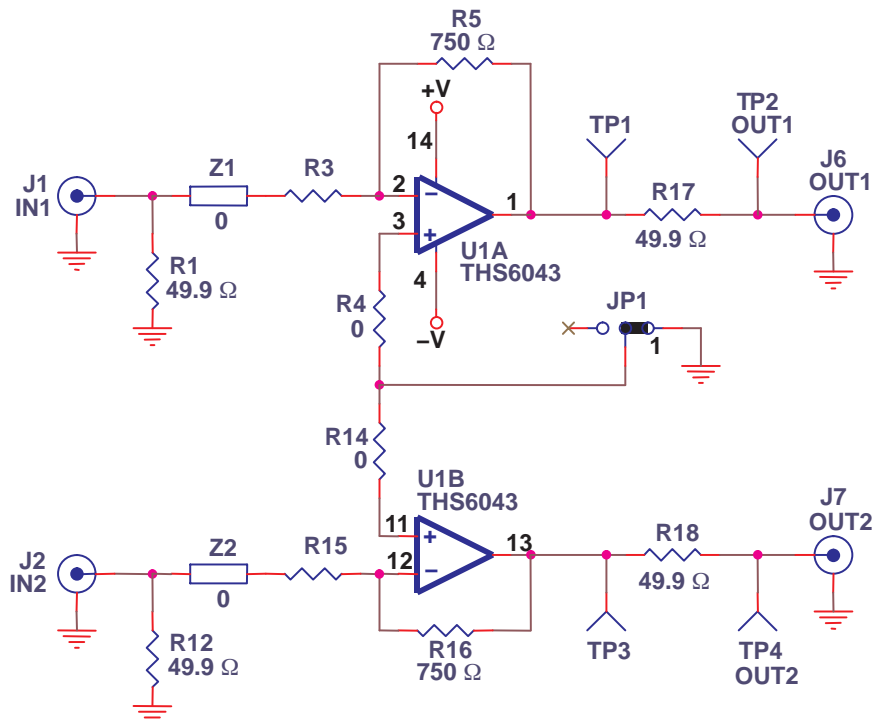 R5
750 Ω
+V
14
TP1
TP2
OUT1
J1
IN1
Z1
0
R3
2
−
3
+
1
R17
49.9 Ω
J6
OUT1
R1
49.9 Ω
U1A
THS6043
4
–V
R4
0
JP1
1
R14
0
U1B
THS6043
11
+
12
−
13
J2
IN2
Z2
0
R15
R18
49.9 Ω
J7
OUT2
R12
49.9 Ω
R16
750 Ω
TP3
TP4
OUT2